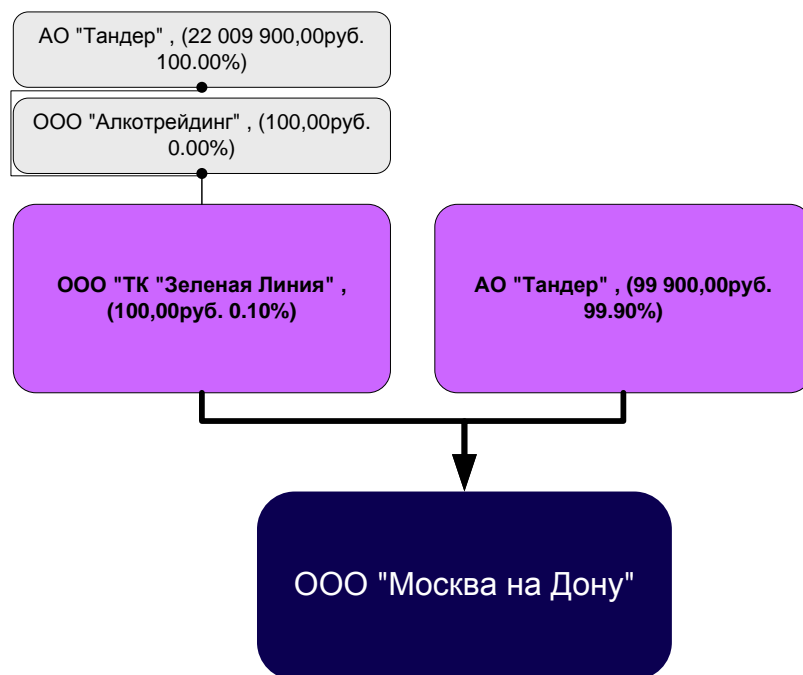 АО "Тандер" , (22 009 900,00руб.
100.00%)
ООО "Алкотрейдинг" , (100,00руб.
0.00%)
ООО "ТК "Зеленая Линия" ,
(100,00руб. 0.10%)
АО "Тандер" , (99 900,00руб.
99.90%)
ООО "Москва на Дону"